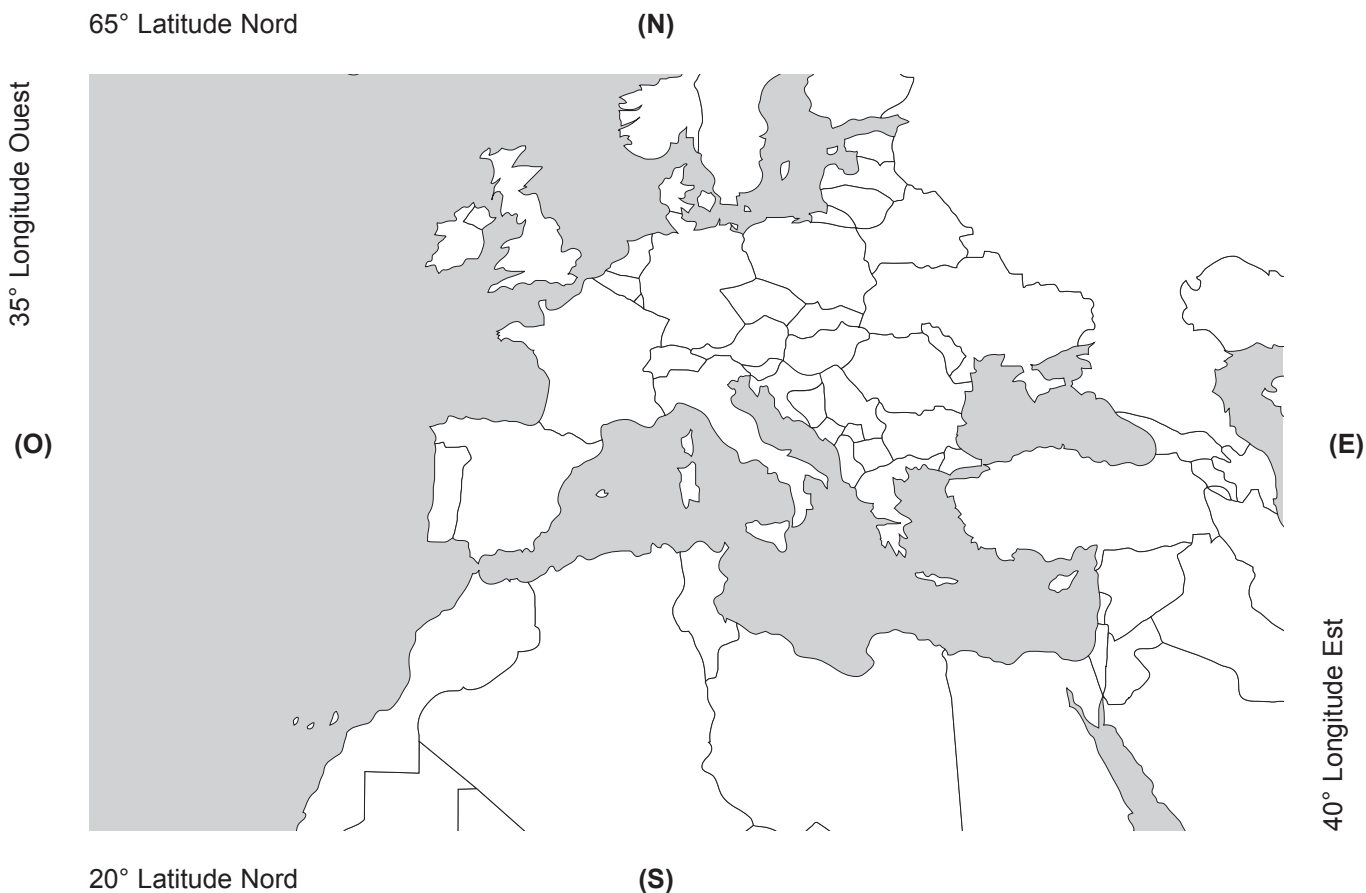 65° Latitude Nord
(N)
35° Longitude Ouest
(O)
(E)
40° Longitude Est
20° Latitude Nord
(S)